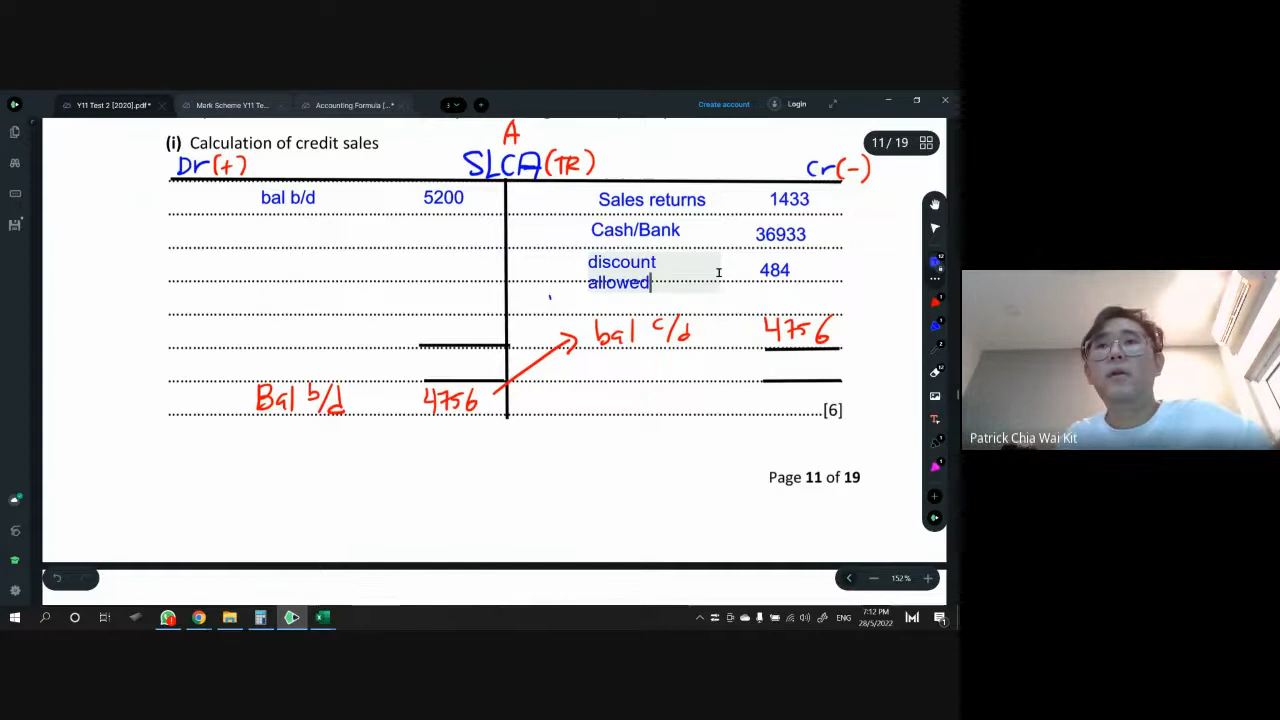 Y11 Test 2 [2020].pdf*
Mark Scheme Y11 Te...
Accounting Formula [...*
3
Create account
Login
(i) Calculation of credit sales
A
11 / 19
Dr (+)
SLCA (TR)
Cr (-)
bal b/d 5200
Sales returns 1433
Cash/Bank 36933
discount
allowed 484
bal c/d 4756
Bal b/d 4756
[6]
Page 11 of 19
152%
Patrick Chia Wai Kit
ENG
7:12 PM
28/5/2022